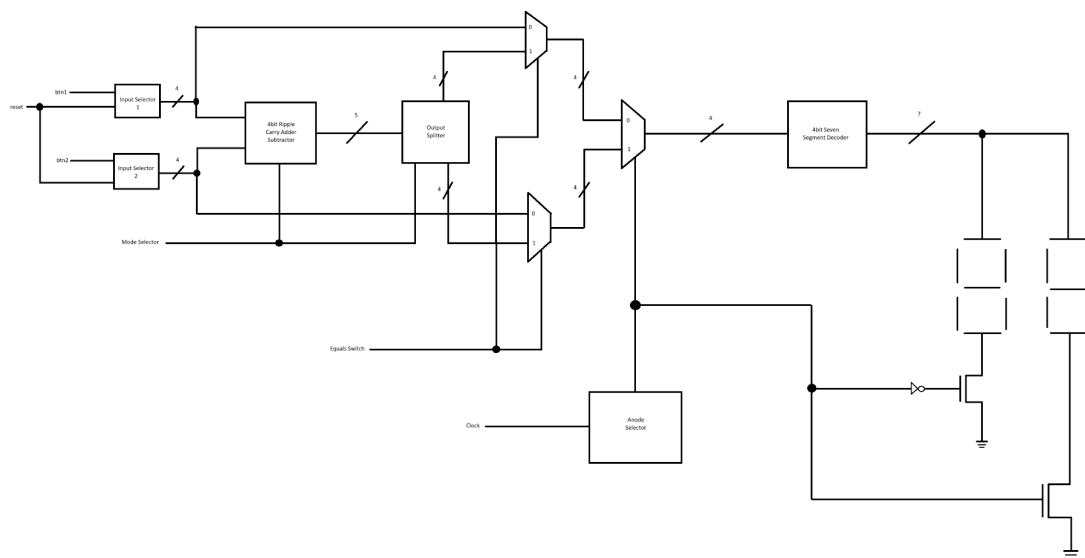 0
4
1
4
4
btn1
4
Input Selector
1
reset
4bit Ripple
Carry Adder
Subtractor
5
Output
Splitter
0
4
4bit Seven
Segment Decoder
7
1
btn2
4
Input Selector
2
4
4
0
Mode Selector
1
Equals Switch
Anode
Selector
Clock